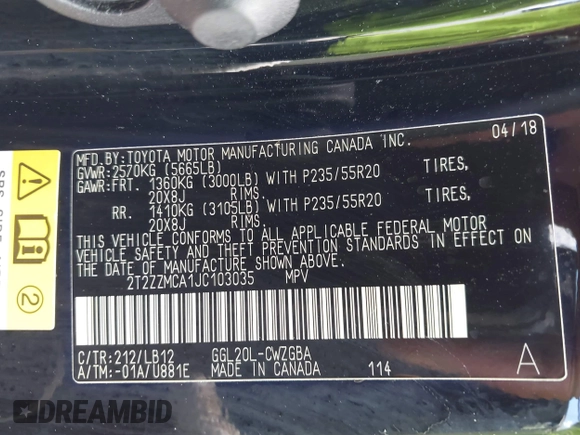 MFD.BY:TOYOTA MOTOR MANUFACTURING CANADA INC. 04/18
GVWR:2570KG (5665LB)
GAWR:FRT. 1360KG (3000LB) WITH P235/55R20 TIRES,
20X8J RIMS
RR. 1410KG (3105LB) WITH P235/55R20 TIRES,
20X8J RIMS.
THIS VEHICLE CONFORMS TO ALL APPLICABLE FEDERAL MOTOR
VEHICLE SAFETY AND THEFT PREVENTION STANDARDS IN EFFECT ON
THE DATE OF MANUFACTURE SHOWN ABOVE.
2T2ZZMCA1JC103035 MPV
C/TR:212/LB12 GGL20L-CWZGBA
A/TM:-01A/U881E MADE IN CANADA 114 A
2
DREAMBID